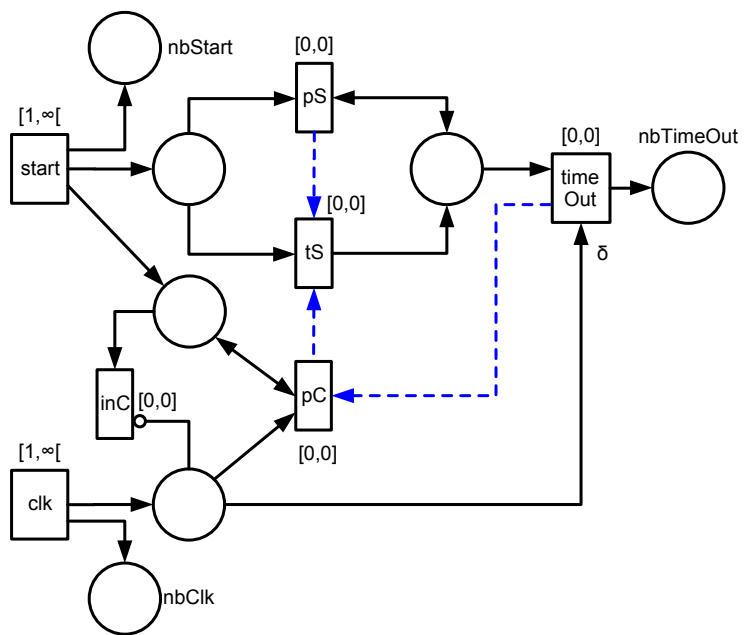 nbStart
[0,0]
pS
[1,∞[
start
[0,0]
time
Out
nbTimeOut
[0,0]
tS
δ
inC
[0,0]
pC
[0,0]
[1,∞[
clk
nbClk